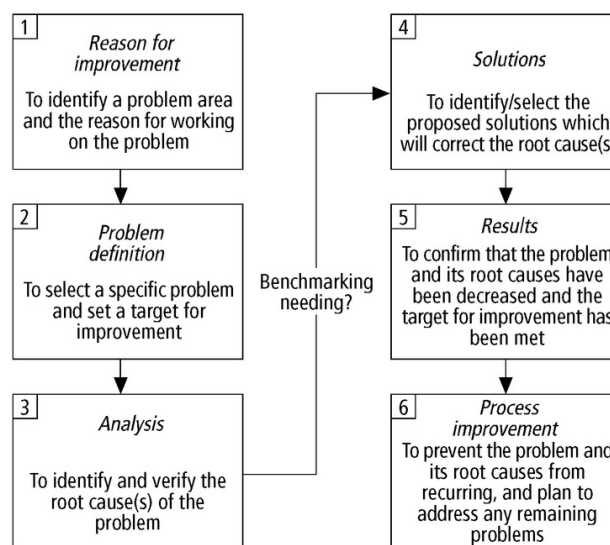 1
Reason for
improvement
To identify a problem area
and the reason for working
on the problem
2
Problem
definition
To select a specific problem
and set a target for
improvement
3
Analysis
To identify and verify the
root cause(s) of the
problem
Benchmarking
needing?
4
Solutions
To identify/select the
proposed solutions which
will correct the root cause(s
5
Results
To confirm that the problem
and its root causes have
been decreased and the
target for improvement has
been met
6
Process
improvement
To prevent the problem and
its root causes from
recurring, and plan to
address any remaining
problems